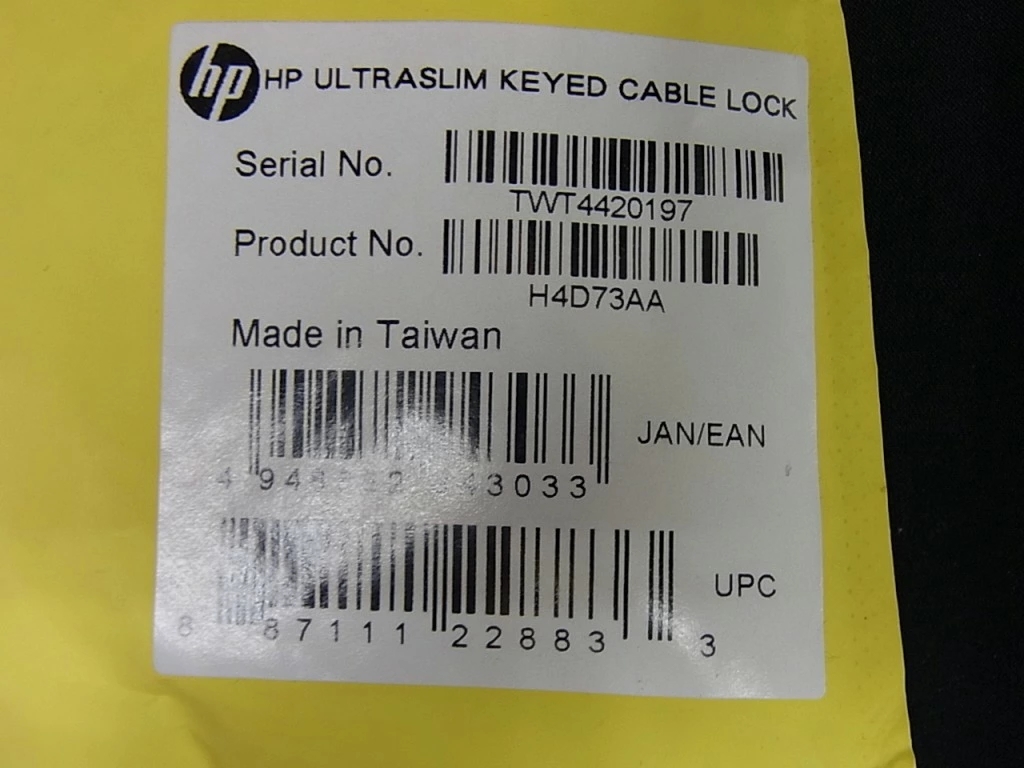 hp HP ULTRASLIM KEYED CABLE LOCK
Serial No.
TWT4420197
Product No.
H4D73AA
Made in Taiwan
JAN/EAN
UPC
8 87111 22883 3